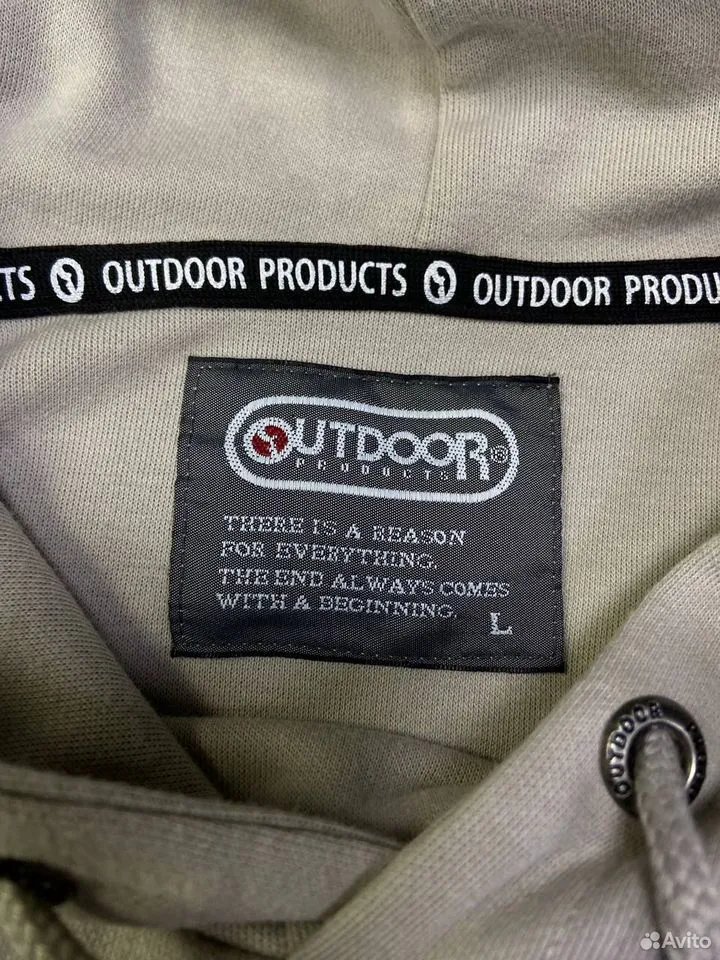 TS OUTDOOR PRODUCTS OUTDOOR PRODU
OUTDOOR®
PRODUCTS
THERE IS A REASON
FOR EVERYTHING.
THE END ALWAYS COMES
WITH A BEGINNING.
L
OUTDOOR
Avito